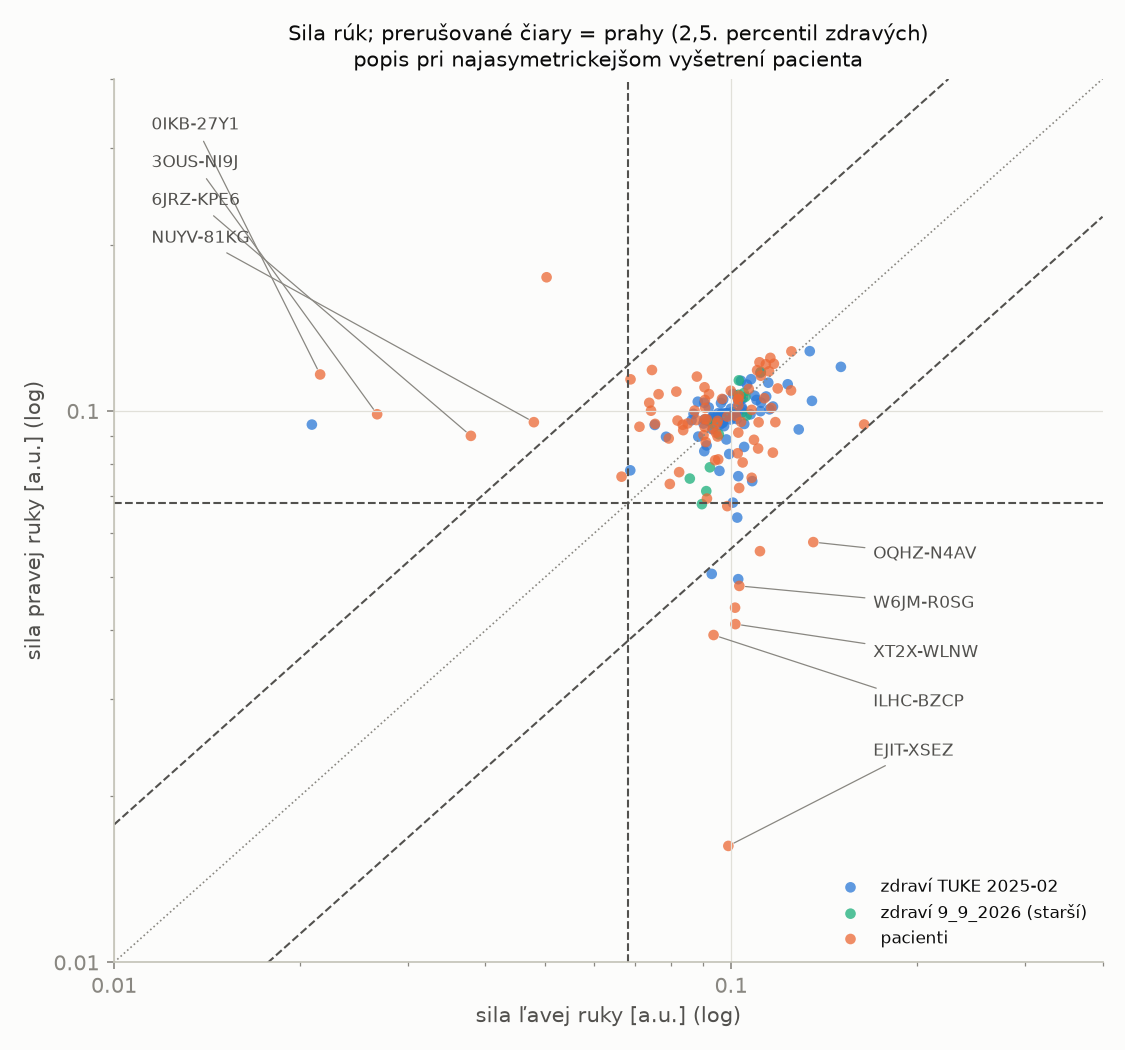 Sila rúk; prerušované čiary = prahy (2,5. percentil zdravých)
popis pri najasymetrickejšom vyšetrení pacienta
0IKB-27Y1
3OUS-NI9J
6JRZ-KPE6
NUYV-81KG
sila pravej ruky [a.u.] (log)
0.1
0.01
OQHZ-N4AV
W6JM-R0SG
XT2X-WLNW
ILHC-BZCP
EJIT-XSEZ
zdraví TUKE 2025-02
zdraví 9_9_2026 (starší)
pacienti
0.01
0.1
sila ľavej ruky [a.u.] (log)